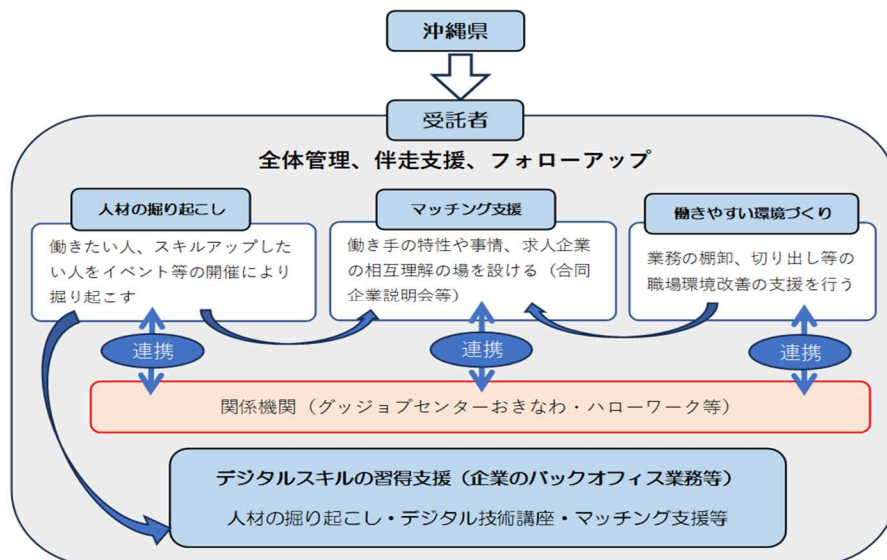 沖縄県
受託者
全体管理、伴走支援、フォローアップ
人材の掘り起こし
働きたい人、スキルアップした
い人をイベント等の開催により
掘り起こす
マッチング支援
働き手の特性や事情、求人企業
の相互理解の場を設ける（合同
企業説明会等）
働きやすい環境づくり
業務の棚卸、切り出し等の
職場環境改善の支援を行う
連携
連携
連携
関係機関（グッジョブセンターおきなわ・ハローワーク等）
デジタルスキルの習得支援（企業のバックオフィス業務等）
人材の掘り起こし・デジタル技術講座・マッチング支援等